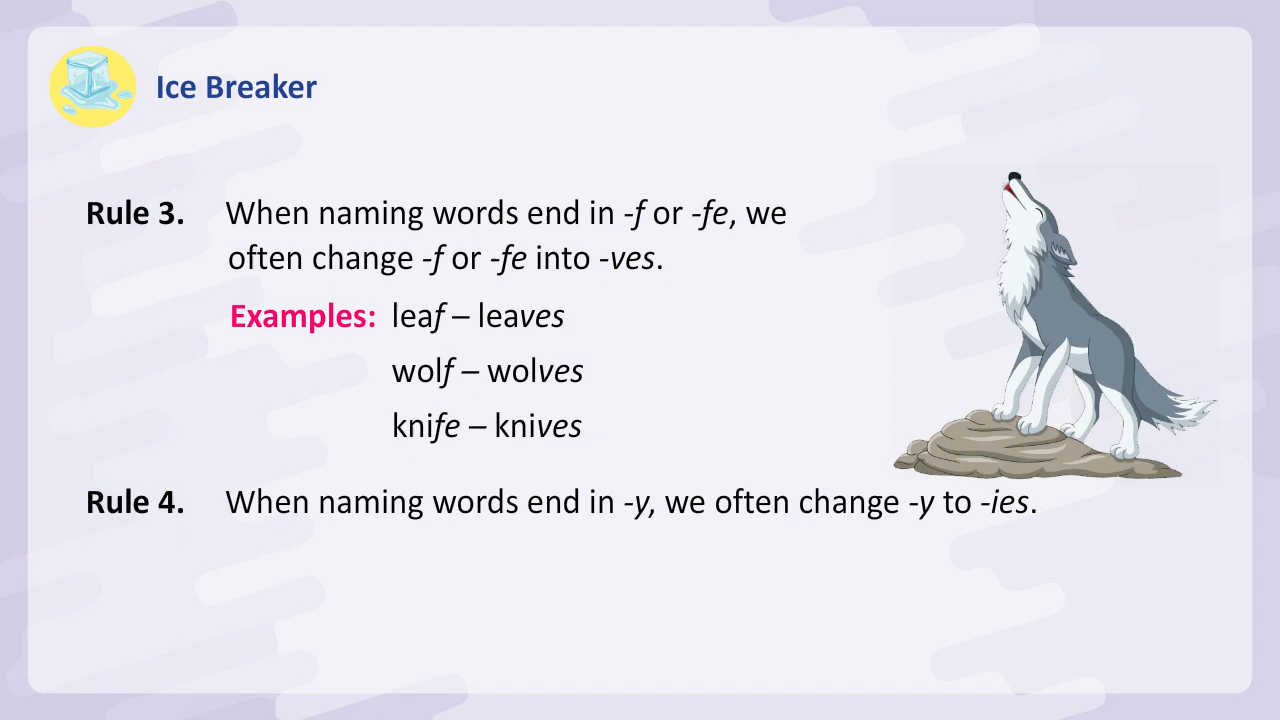 Ice Breaker
Rule 3. When naming words end in -f or -fe, we
often change -f or -fe into -ves.
Examples: leaf – leaves
wolf – wolves
knife – knives
Rule 4. When naming words end in -y, we often change -y to -ies.